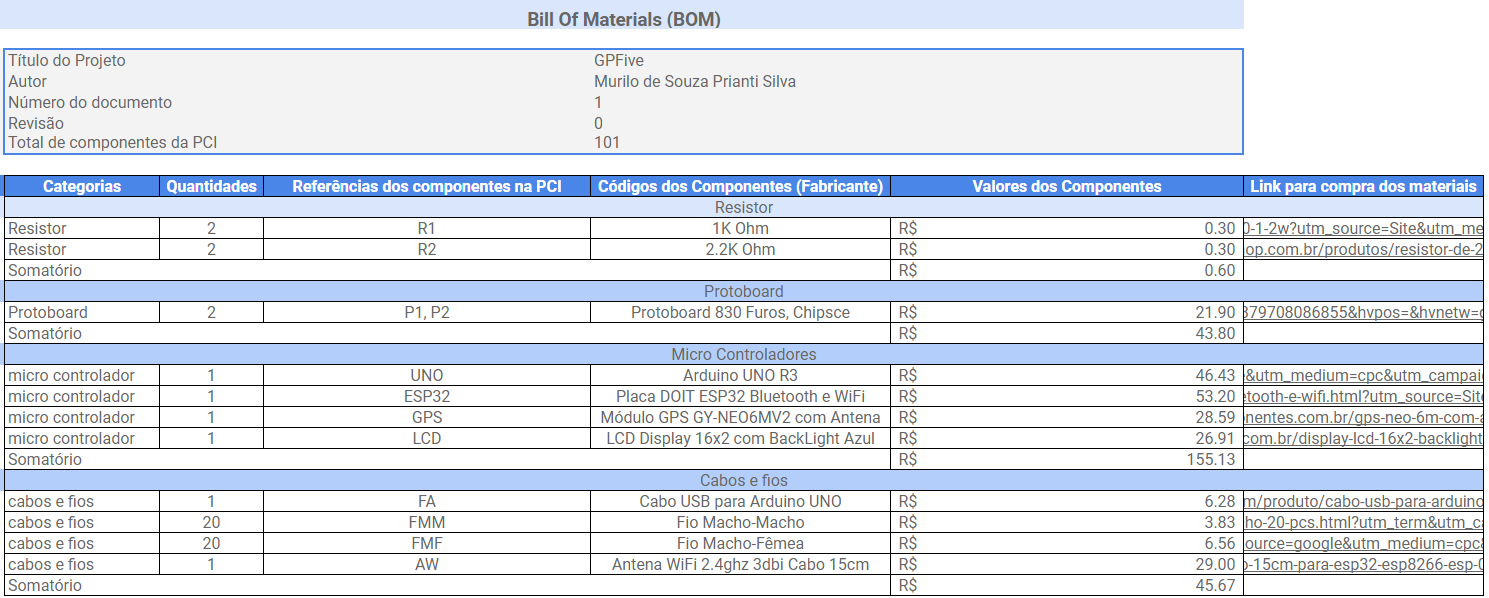 Bill Of Materials (BOM)
Título do Projeto GPFive
Autor Murilo de Souza Prianti Silva
Número do documento 1
Revisão 0
Total de componentes da PCI 101
Categorias Quantidades Referências dos componentes na PCI Códigos dos Componentes (Fabricante) Valores dos Componentes Link para compra dos materiais
Resistor
Resistor 2 R1 1K Ohm R$ 0.30 0-1-2w?utm_source=Site&utm_me
Resistor 2 R2 2.2K Ohm R$ 0.30 op.com.br/produtos/resistor-de-2
Somatório R$ 0.60
Protoboard
Protoboard 2 P1, P2 Protoboard 830 Furos, Chipsce R$ 21.90 379708086855&hvpos=&hvnetw=g
Somatório R$ 43.80
Micro Controladores
micro controlador 1 UNO Arduino UNO R3 R$ 46.43 &utm_medium=cpc&utm_campai
micro controlador 1 ESP32 Placa DOIT ESP32 Bluetooth e WiFi R$ 53.20 tooth-e-wifi.html?utm_source=Sit
micro controlador 1 GPS Módulo GPS GY-NEO6MV2 com Antena R$ 28.59 nentes.com.br/gps-neo-6m-com-a
micro controlador 1 LCD LCD Display 16x2 com BackLight Azul R$ 26.91 com.br/display-lcd-16x2-backlight
Somatório R$ 155.13
Cabos e fios
cabos e fios 1 FA Cabo USB para Arduino UNO R$ 6.28 m/produto/cabo-usb-para-arduino
cabos e fios 20 FMM Fio Macho-Macho R$ 3.83 ho-20-pcs.html?utm_term&utm_c
cabos e fios 20 FMF Fio Macho-Fêmea R$ 6.56 ource=google&utm_medium=cpc&
cabos e fios 1 AW Antena WiFi 2.4ghz 3dbi Cabo 15cm R$ 29.00 -15cm-para-esp32-esp8266-esp-
Somatório R$ 45.67